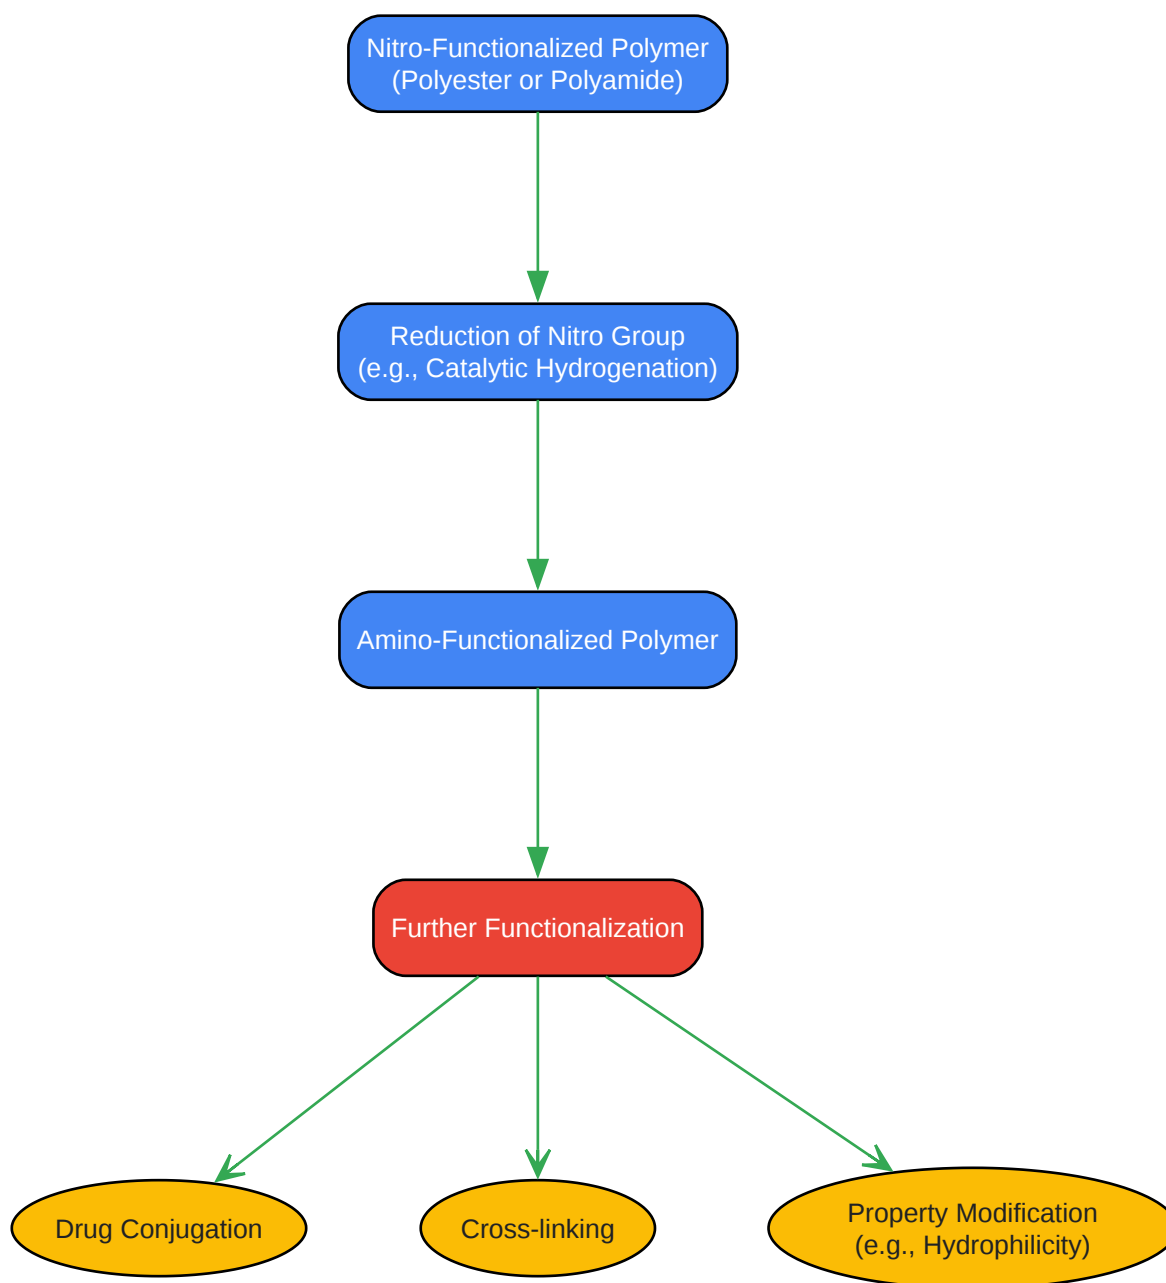 Nitro-Functionalized Polymer
(Polyester or Polyamide)
Reduction of Nitro Group
(e.g., Catalytic Hydrogenation)
Amino-Functionalized Polymer
Further Functionalization
Drug Conjugation
Cross-linking
Property Modification
(e.g., Hydrophilicity)